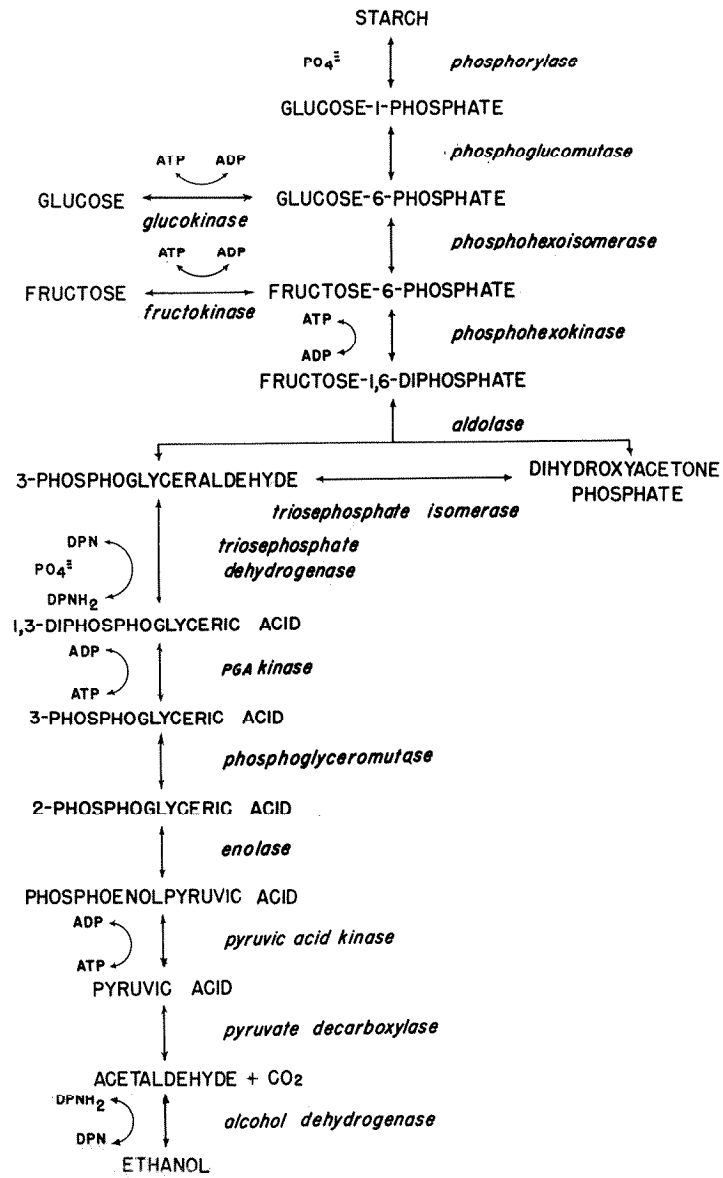 STARCH
PO4≡ phosphorylase
GLUCOSE-1-PHOSPHATE
phosphoglucomutase
ATP ADP
GLUCOSE GLUCOSE-6-PHOSPHATE
glucokinase
phosphohexoisomerase
ATP ADP
FRUCTOSE FRUCTOSE-6-PHOSPHATE
fructokinase
ATP
phosphohexokinase
ADP
FRUCTOSE-1,6-DIPHOSPHATE
aldolase
3-PHOSPHOGLYCERALDEHYDE
DIHYDROXYACETONE
PHOSPHATE
triosephosphate isomerase
DPN
triosephosphate
PO4≡
dehydrogenase
DPNH2
1,3-DIPHOSPHOGLYCERIC ACID
ADP
PGA kinase
ATP
3-PHOSPHOGLYCERIC ACID
phosphoglyceromutase
2-PHOSPHOGLYCERIC ACID
enolase
PHOSPHOENOLPYRUVIC ACID
ADP
pyruvic acid kinase
ATP
PYRUVIC ACID
pyruvate decarboxylase
ACETALDEHYDE + CO2
DPNH2
alcohol dehydrogenase
DPN
ETHANOL